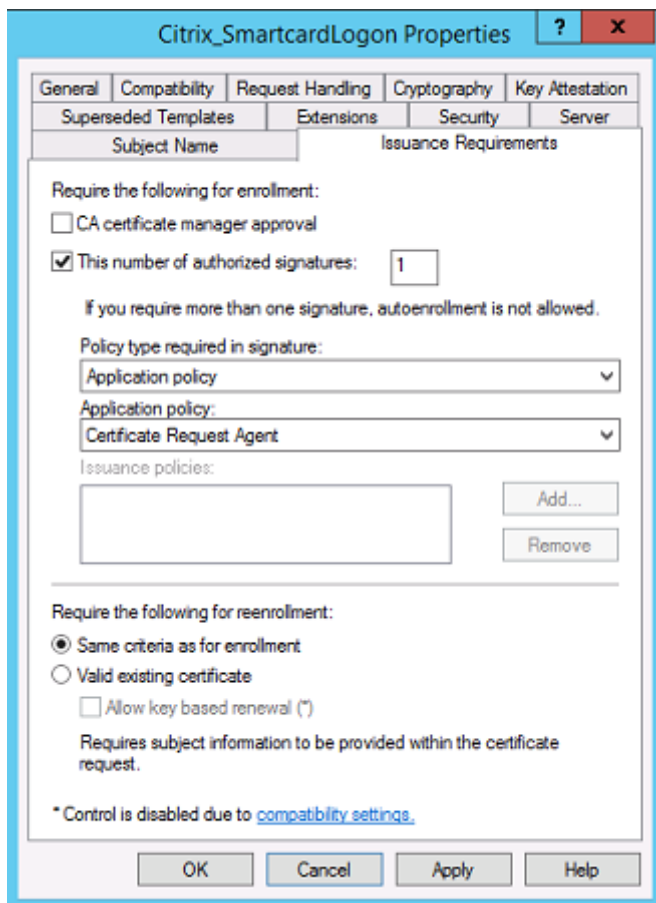 Citrix_SmartcardLogon Properties
?
x
General
Compatibility
Request Handling
Cryptography
Key Attestation
Superseded Templates
Extensions
Security
Server
Subject Name
Issuance Requirements
Require the following for enrollment:
CA certificate manager approval
This number of authorized signatures:
1
If you require more than one signature, autoenrollment is not allowed.
Policy type required in signature:
Application policy
Application policy:
Certificate Request Agent
Issuance policies:
Add...
Remove
Require the following for reenrollment:
Same criteria as for enrollment
Valid existing certificate
Allow key based renewal (*)
Requires subject information to be provided within the certificate
request.
* Control is disabled due to compatibility settings.
OK
Cancel
Apply
Help